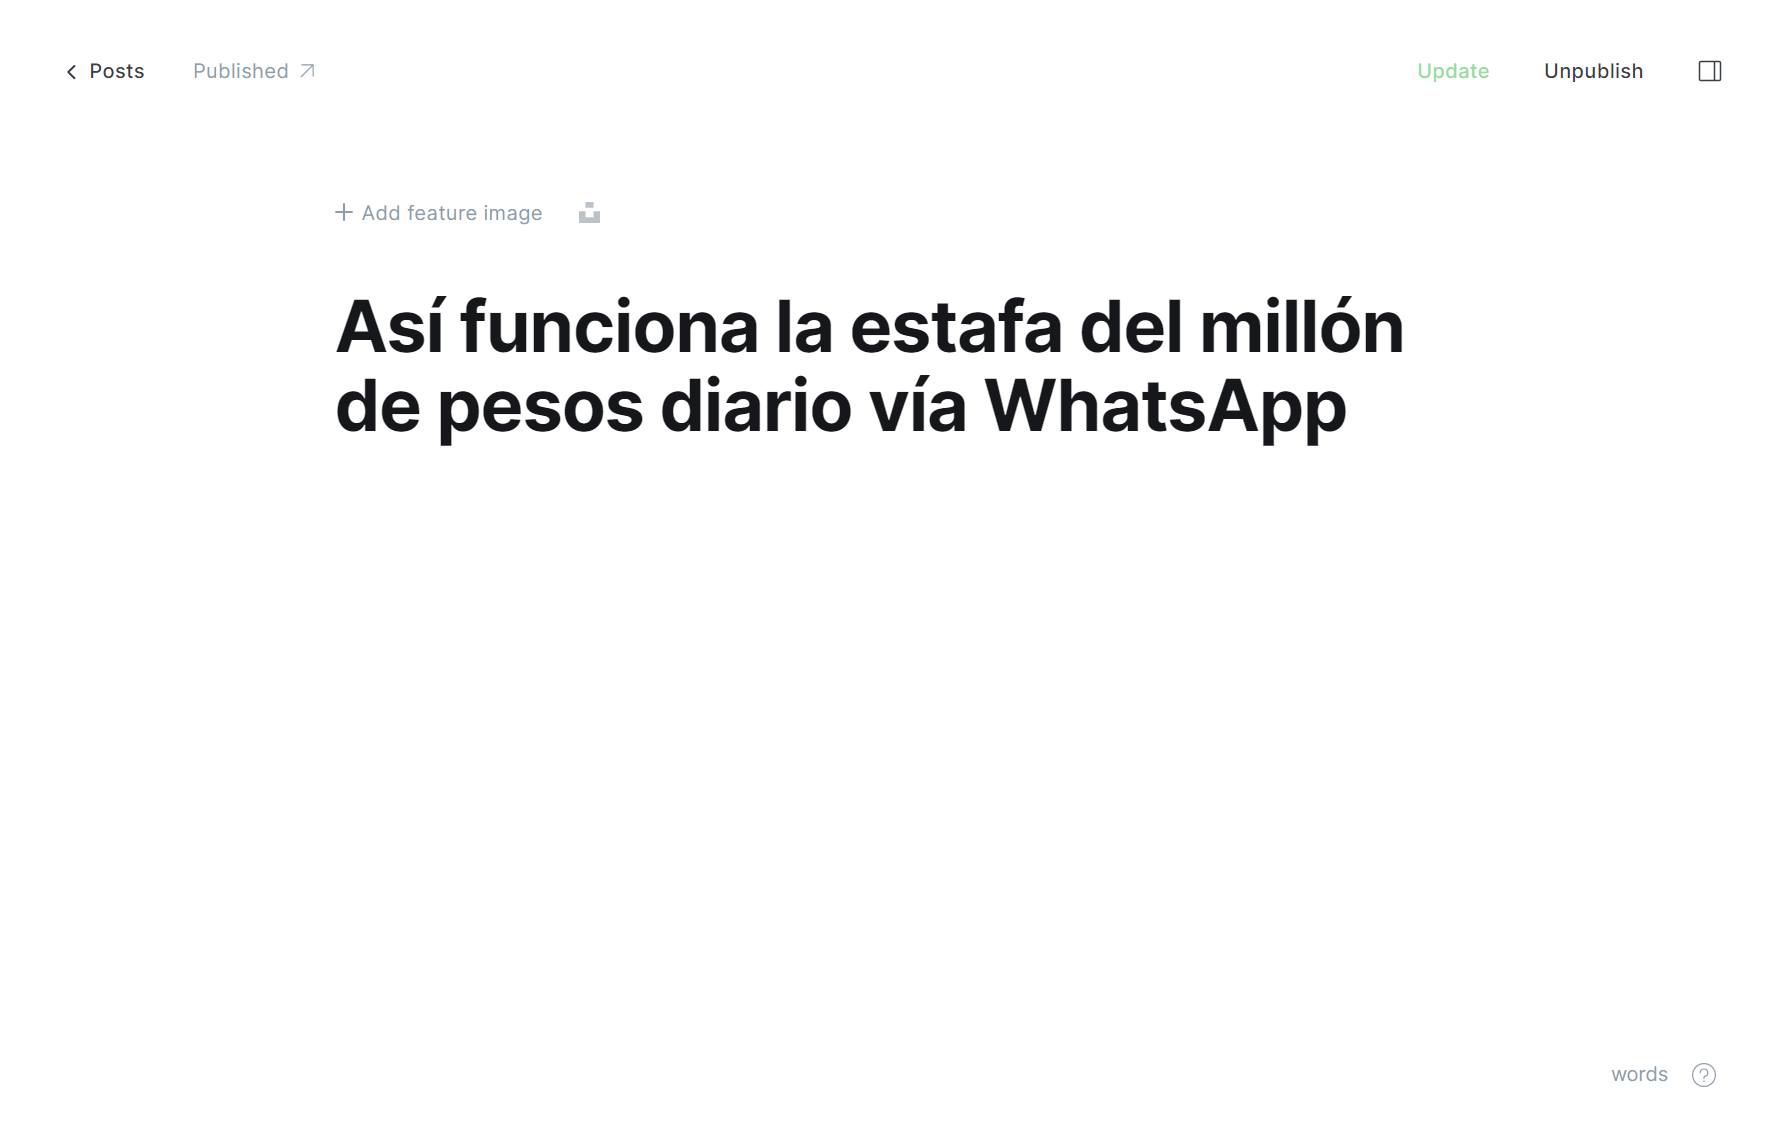 Posts
Published
Update
Unpublish
Add feature image
Así funciona la estafa del millón
de pesos diario vía WhatsApp
words
?